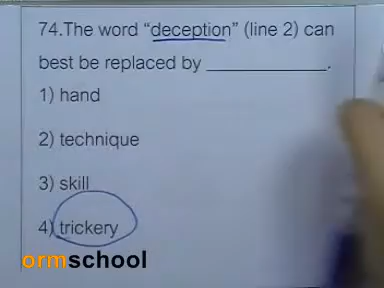 74.The word “deception” (line 2) can
best be replaced by ____________.
1) hand
2) technique
3) skill
4) trickery
ormschool